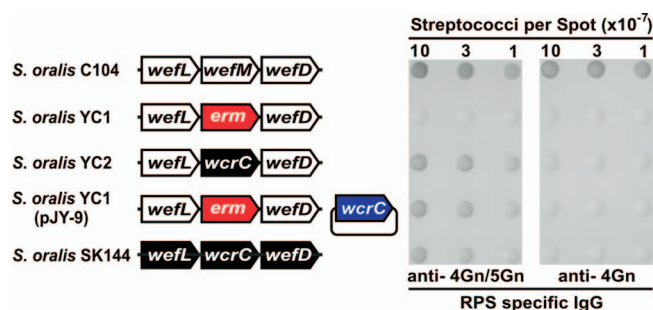 Streptococci per Spot (x10-7)
10 3 1 10 3 1
S. oralis C104 wefL wefM wefD
S. oralis YC1 wefL erm wefD
S. oralis YC2 wefL wcrC wefD
S. oralis YC1 wefL erm wefD wcrC
(pJY-9)
S. oralis SK144 wefL wcrC wefD
anti- 4Gn/5Gn anti- 4Gn
RPS specific IgG